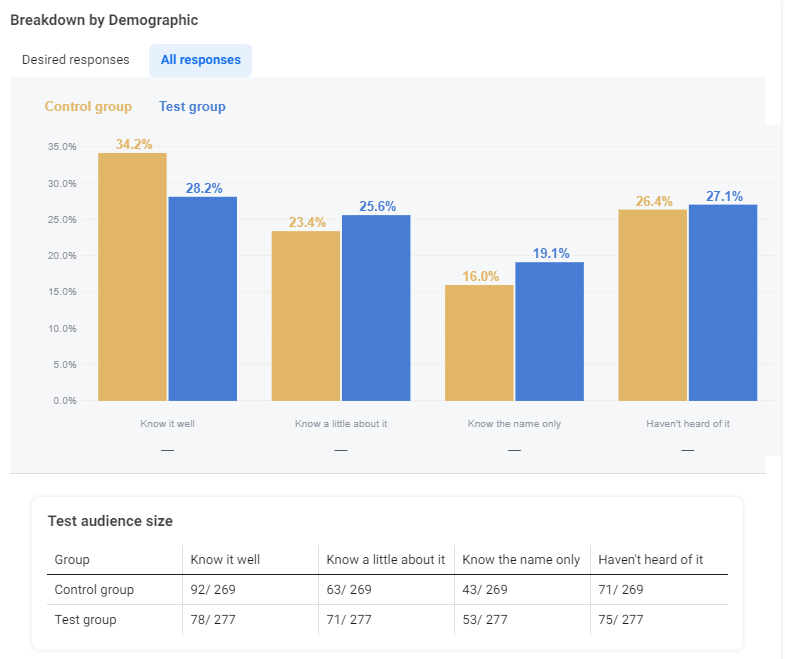 Breakdown by Demographic
Desired responses All responses
Control group Test group
35.0%
30.0%
25.0%
20.0%
15.0%
10.0%
5.0%
0.0%
34.2% 28.2% 23.4% 25.6% 16.0% 19.1% 26.4% 27.1%
Know it well Know a little about it Know the name only Haven't heard of it
— — — —
Test audience size
Group Know it well Know a little about it Know the name only Haven't heard of it
Control group 92/ 269 63/ 269 43/ 269 71/ 269
Test group 78/ 277 71/ 277 53/ 277 75/ 277